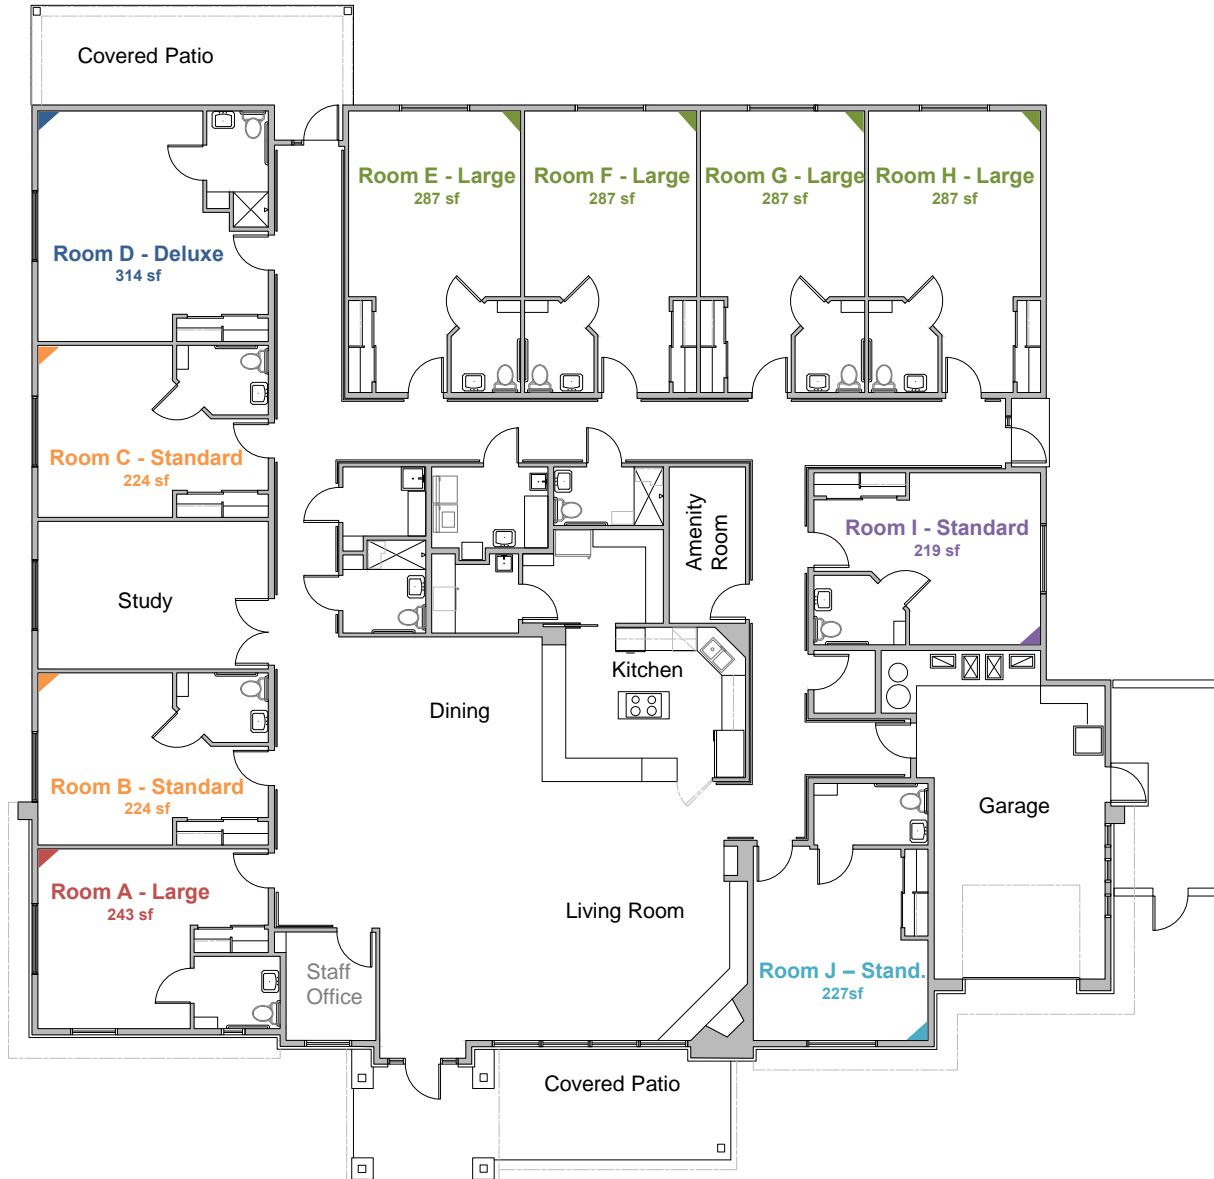 Covered Patio
Room E - Large
287 sf
Room F - Large
287 sf
Room G - Large
287 sf
Room H - Large
287 sf
Room D - Deluxe
314 sf
Room C - Standard
224 sf
Amenity
Room
Room I - Standard
219 sf
Study
Kitchen
Dining
Room B - Standard
224 sf
Garage
Room A - Large
243 sf
Living Room
Staff
Office
Room J – Stand.
227sf
Covered Patio